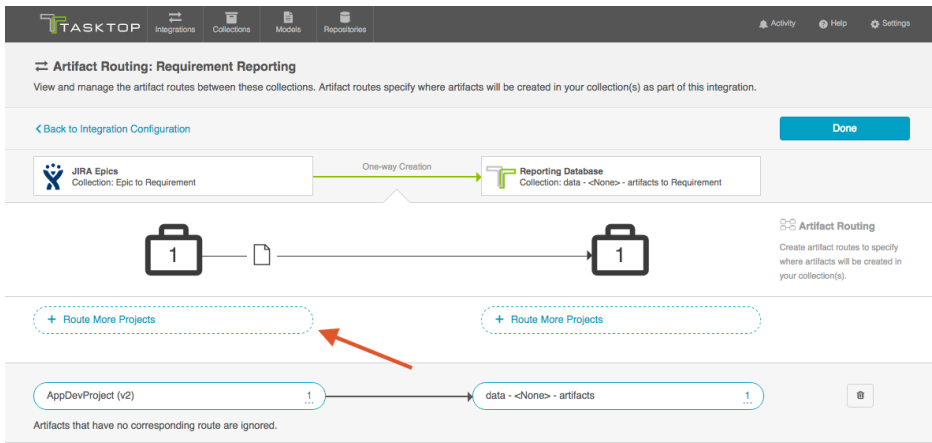 TASKTOP
Integrations
Collections
Models
Repositories
Activity
Help
Settings
Artifact Routing: Requirement Reporting
View and manage the artifact routes between these collections. Artifact routes specify where artifacts will be created in your collection(s) as part of this integration.
Back to Integration Configuration
Done
JIRA Epics
Collection: Epic to Requirement
One-way Creation
Reporting Database
Collection: data - <None> - artifacts to Requirement
1
1
Artifact Routing
Create artifact routes to specify
where artifacts will be created in
your collection(s).
+ Route More Projects
+ Route More Projects
AppDevProject (v2) 1
data - <None> - artifacts 1
Artifacts that have no corresponding route are ignored.